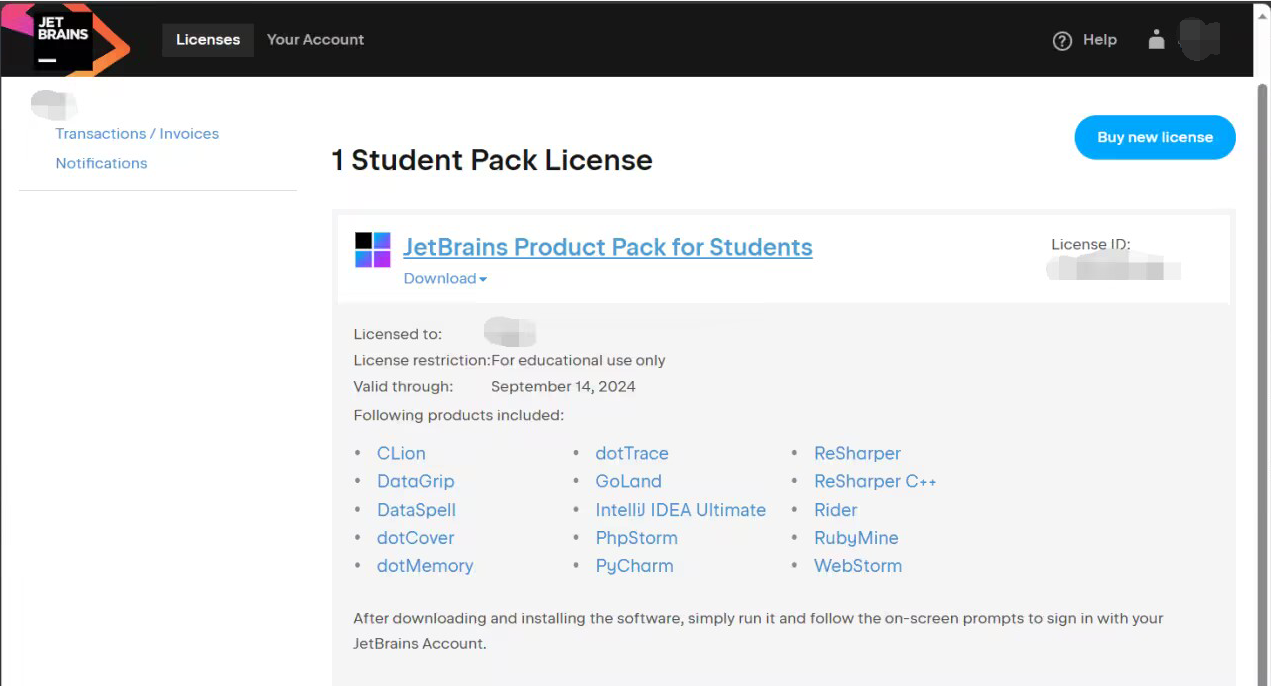 JET
BRAINS
Licenses
Your Account
Help
Transactions / Invoices
Notifications
Buy new license
1 Student Pack License
JetBrains Product Pack for Students
Download
License ID:
Licensed to:
License restriction:For educational use only
Valid through: September 14, 2024
Following products included:
• CLion
• DataGrip
• DataSpell
• dotCover
• dotMemory
• dotTrace
• GoLand
• IntelliJ IDEA Ultimate
• PhpStorm
• PyCharm
• ReSharper
• ReSharper C++
• Rider
• RubyMine
• WebStorm
After downloading and installing the software, simply run it and follow the on-screen prompts to sign in with your
JetBrains Account.